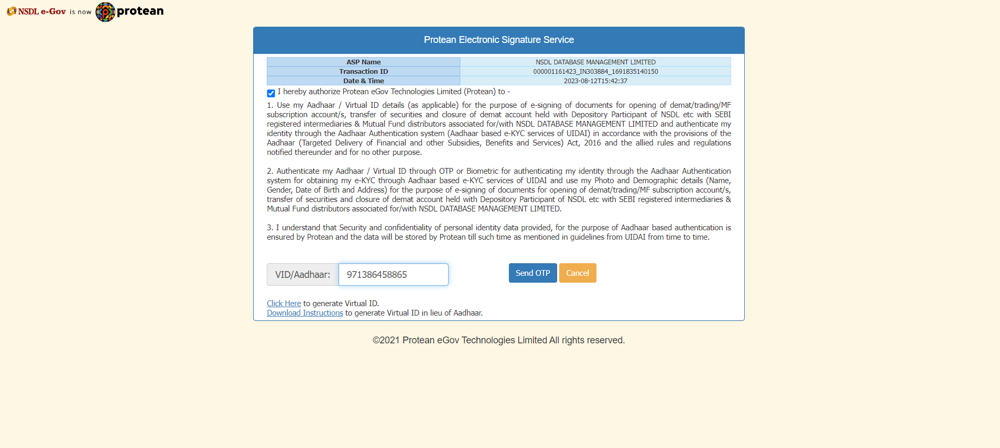 NSDL e-Gov is now protean
Protean Electronic Signature Service
ASP Name NSDL DATABASE MANAGEMENT LIMITED
Transaction ID 000001161423_IN303884_1691835140150
Date & Time 2023-08-12T15:42:37
I hereby authorize Protean eGov Technologies Limited (Protean) to -
1. Use my Aadhaar / Virtual ID details (as applicable) for the purpose of e-signing of documents for opening of demat/trading/MF
subscription account/s, transfer of securities and closure of demat account held with Depository Participant of NSDL etc with SEBI
registered intermediaries & Mutual Fund distributors associated for/with NSDL DATABASE MANAGEMENT LIMITED and authenticate my
identity through the Aadhaar Authentication system (Aadhaar based e-KYC services of UIDAI) in accordance with the provisions of the
Aadhaar (Targeted Delivery of Financial and other Subsidies, Benefits and Services) Act, 2016 and the allied rules and regulations
notified thereunder and for no other purpose.
2. Authenticate my Aadhaar / Virtual ID through OTP or Biometric for authenticating my identity through the Aadhaar Authentication
system for obtaining my e-KYC through Aadhaar based e-KYC services of UIDAI and use my Photo and Demographic details (Name,
Gender, Date of Birth and Address) for the purpose of e-signing of documents for opening of demat/trading/MF subscription account/s,
transfer of securities and closure of demat account held with Depository Participant of NSDL etc with SEBI registered intermediaries &
Mutual Fund distributors associated for/with NSDL DATABASE MANAGEMENT LIMITED.
3. I understand that Security and confidentiality of personal identity data provided, for the purpose of Aadhaar based authentication is
ensured by Protean and the data will be stored by Protean till such time as mentioned in guidelines from UIDAI from time to time.
VID/Aadhaar: 971386458865 Send OTP Cancel
Click Here to generate Virtual ID.
Download Instructions to generate Virtual ID in lieu of Aadhaar.
©2021 Protean eGov Technologies Limited All rights reserved.